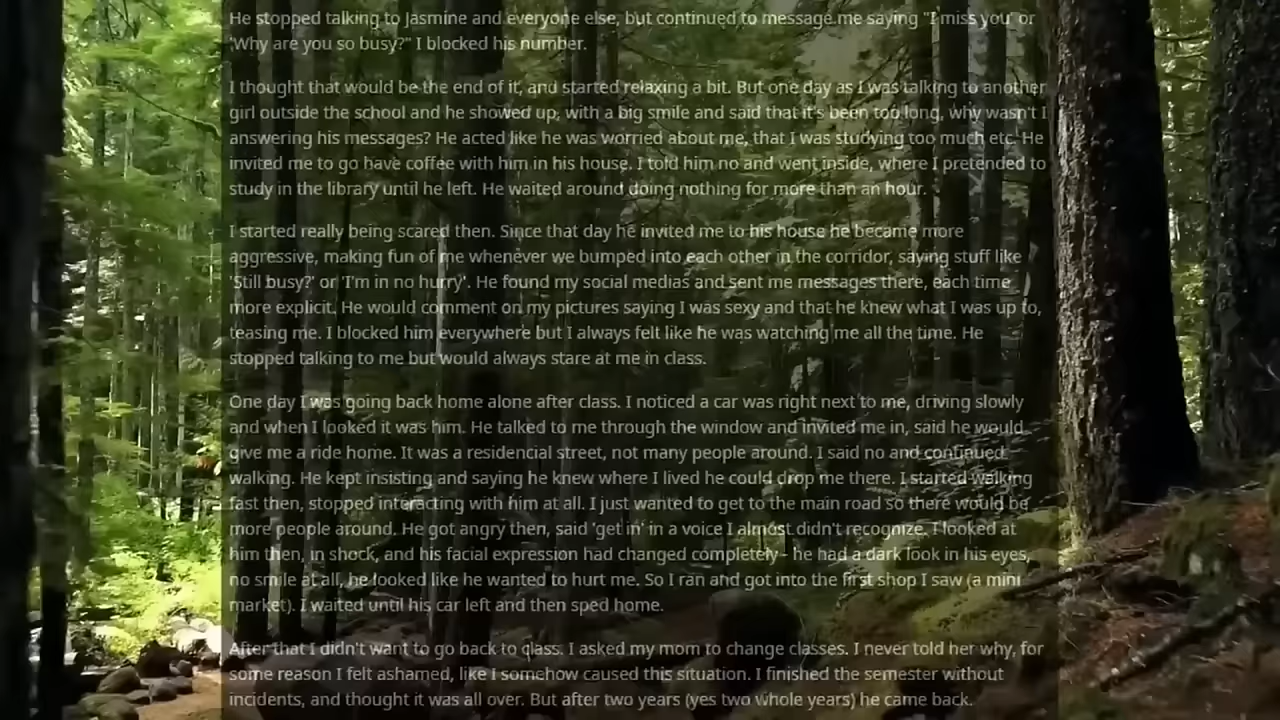 He stopped talking to Jasmine and everyone else, but continued to message me saying "I miss you" or
'Why are you so busy?" I blocked his number.
I thought that would be the end of it, and started relaxing a bit. But one day as I was talking to another
girl outside the school and he showed up, with a big smile and said that it's been too long, why wasn't I
answering his messages? He acted like he was worried about me, that I was studying too much etc. He
invited me to go have coffee with him in his house. I told him no and went inside, where I pretended to
study in the library until he left. He waited around doing nothing for more than an hour.
I started really being scared then. Since that day he invited me to his house he became more
aggressive, making fun of me whenever we bumped into each other in the corridor, saying stuff like
'Still busy?' or 'I'm in no hurry'. He found my social medias and sent me messages there, each time
more explicit. He would comment on my pictures saying I was sexy and that he knew what I was up to,
teasing me. I blocked him everywhere but I always felt like he was watching me all the time. He
stopped talking to me but would always stare at me in class.
One day I was going back home alone after class. I noticed a car was right next to me, driving slowly
and when I looked it was him. He talked to me through the window and invited me in, said he would
give me a ride home. It was a residencial street, not many people around. I said no and continued
walking. He kept insisting and saying he knew where I lived he could drop me there. I started walking
fast then, stopped interacting with him at all. I just wanted to get to the main road so there would be
more people around. He got angry then, said 'get in' in a voice I almost didn't recognize. I looked at
him then, in shock, and his facial expression had changed completely - he had a dark look in his eyes,
no smile at all, he looked like he wanted to hurt me. So I ran and got into the first shop I saw (a mini
market). I waited until his car left and then sped home.
After that I didn't want to go back to class. I asked my mom to change classes. I never told her why, for
some reason I felt ashamed, like I somehow caused this situation. I finished the semester without
incidents, and thought it was all over. But after two years (yes two whole years) he came back.